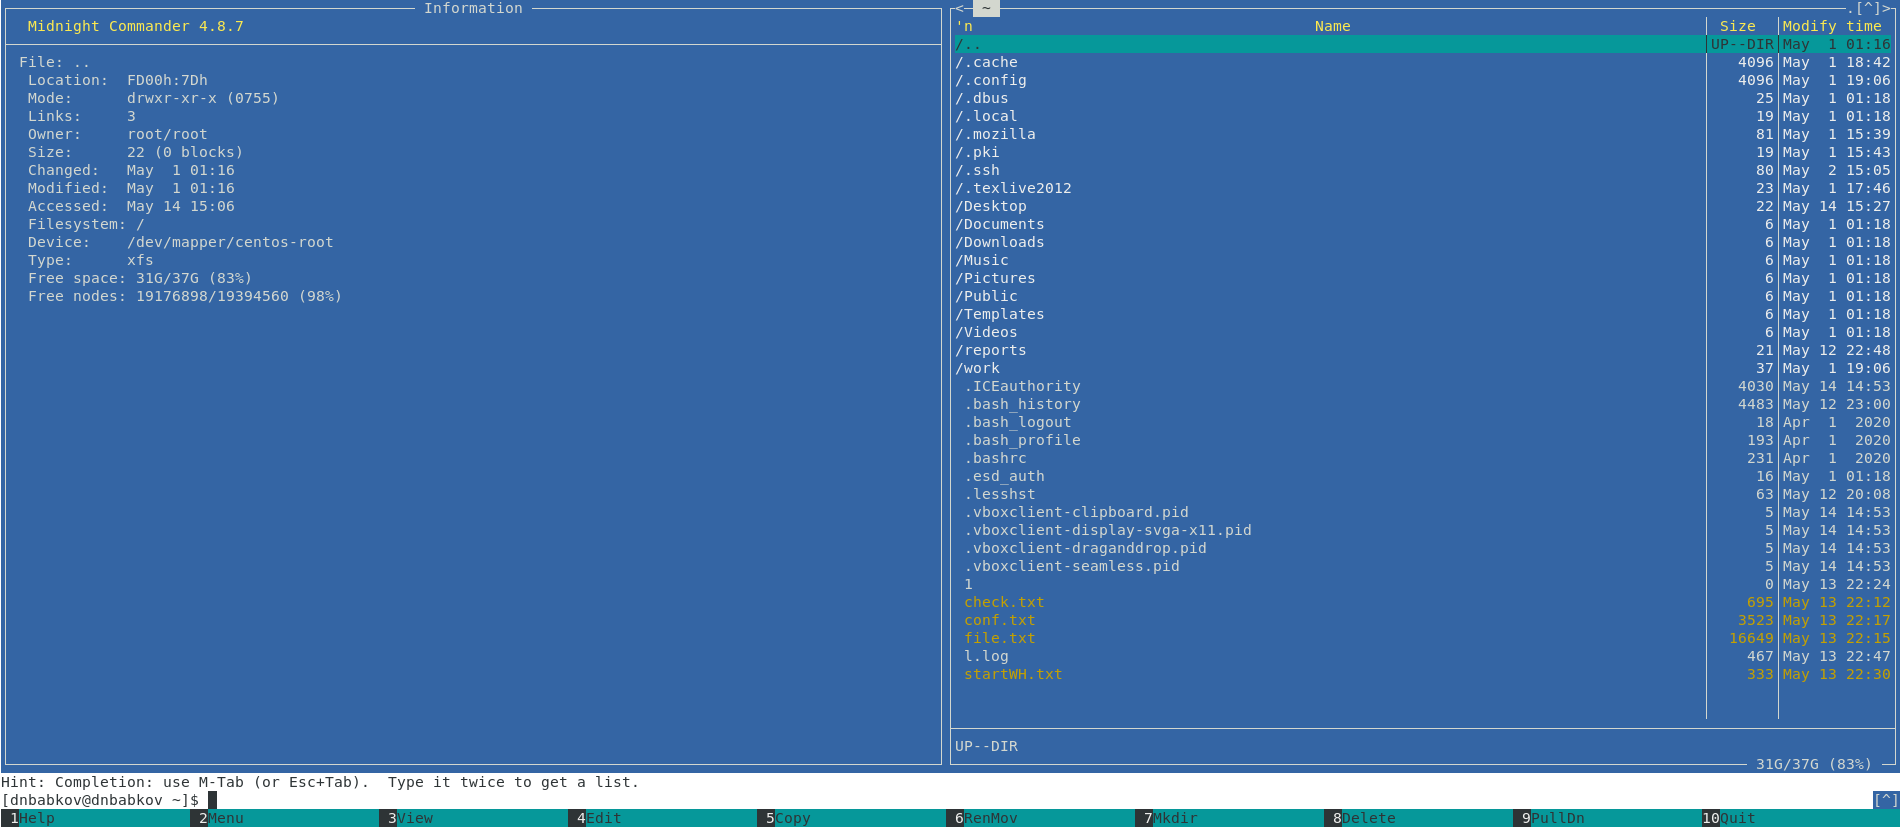 Information
Midnight Commander 4.8.7
File: ..
Location:  FD00h:7Dh
Mode:      drwxr-xr-x (0755)
Links:     3
Owner:     root/root
Size:      22 (0 blocks)
Changed:   May  1 01:16
Modified:  May  1 01:16
Accessed:  May 14 15:06
Filesystem: /
Device:    /dev/mapper/centos-root
Type:      xfs
Free space: 31G/37G (83%)
Free nodes: 19176898/19394560 (98%)
<─ ~ .[^]>
'n Name Size Modify time
/.. UP--DIR May  1 01:16
/.cache 4096 May  1 18:42
/.config 4096 May  1 19:06
/.dbus 25 May  1 01:18
/.local 19 May  1 01:18
/.mozilla 81 May  1 15:39
/.pki 19 May  1 15:43
/.ssh 80 May  2 15:05
/.texlive2012 23 May  1 17:46
/Desktop 22 May 14 15:27
/Documents 6 May  1 01:18
/Downloads 6 May  1 01:18
/Music 6 May  1 01:18
/Pictures 6 May  1 01:18
/Public 6 May  1 01:18
/Templates 6 May  1 01:18
/Videos 6 May  1 01:18
/reports 21 May 12 22:48
/work 37 May  1 19:06
.ICEauthority 4030 May 14 14:53
.bash_history 4483 May 12 23:00
.bash_logout 18 Apr  1  2020
.bash_profile 193 Apr  1  2020
.bashrc 231 Apr  1  2020
.esd_auth 16 May  1 01:18
.lesshst 63 May 12 20:08
.vboxclient-clipboard.pid 5 May 14 14:53
.vboxclient-display-svga-x11.pid 5 May 14 14:53
.vboxclient-draganddrop.pid 5 May 14 14:53
.vboxclient-seamless.pid 5 May 14 14:53
1 0 May 13 22:24
check.txt 695 May 13 22:12
conf.txt 3523 May 13 22:17
file.txt 16649 May 13 22:15
l.log 467 May 13 22:47
startWH.txt 333 May 13 22:30
UP--DIR
31G/37G (83%)
Hint: Completion: use M-Tab (or Esc+Tab).  Type it twice to get a list.
[dnbabkov@dnbabkov ~]$ [^]
1Help 2Menu 3View 4Edit 5Copy 6RenMov 7Mkdir 8Delete 9PullDn 10Quit